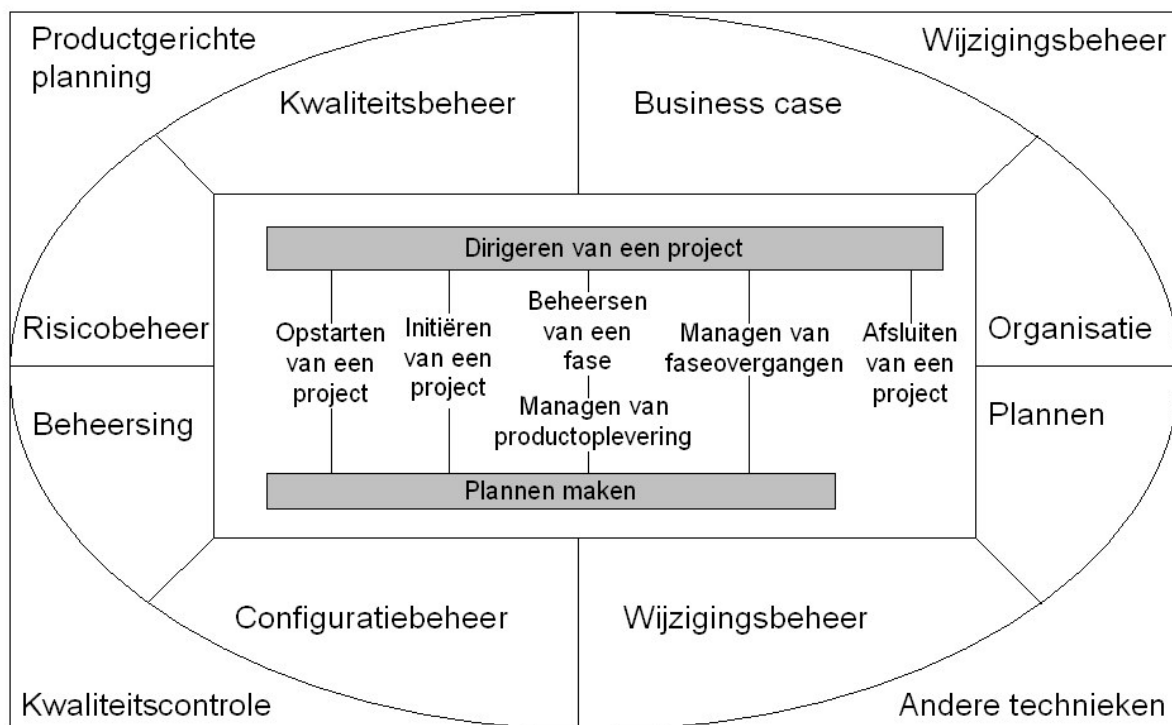 Productgerichte
planning
Wijzigingsbeheer
Kwaliteitsbeheer
Business case
Risicobeheer
Organisatie
Dirigeren van een project
Opstarten
van een
project
Initiëren
van een
project
Beheersen
van een
fase
Managen van
productoplevering
Managen van
faseovergangen
Afsluiten
van een
project
Plannen maken
Beheersing
Plannen
Configuratiebeheer
Wijzigingsbeheer
Kwaliteitscontrole
Andere technieken